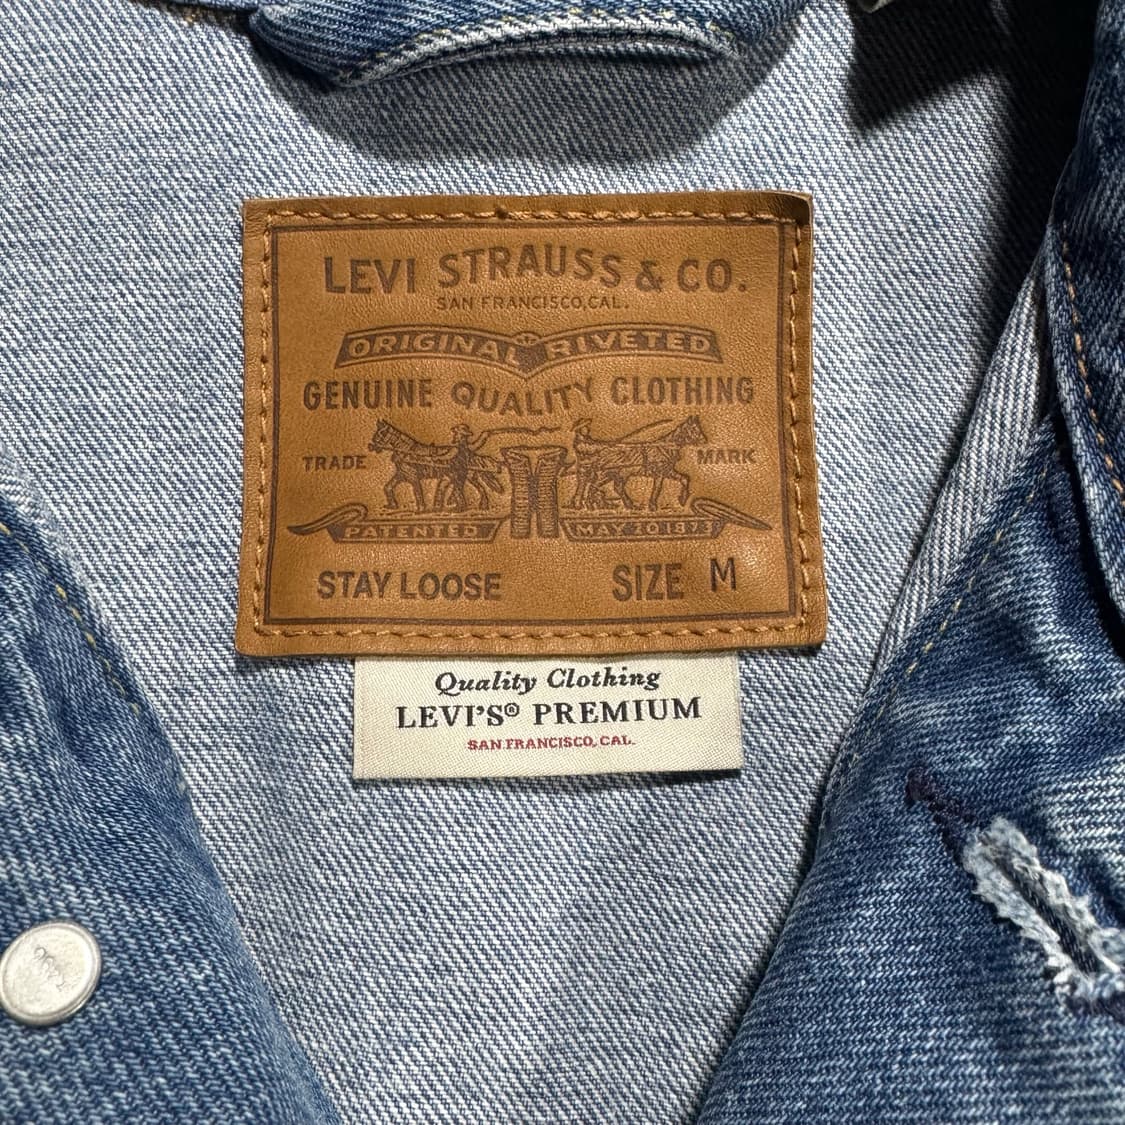 LEVI STRAUSS & CO.
SAN FRANCISCO, CAL.
ORIGINAL RIVETED
GENUINE QUALITY CLOTHING
TRADE MARK
PATENTED MAY 20 1873
STAY LOOSE SIZE M
Quality Clothing
LEVI'S® PREMIUM
SAN FRANCISCO, CAL.